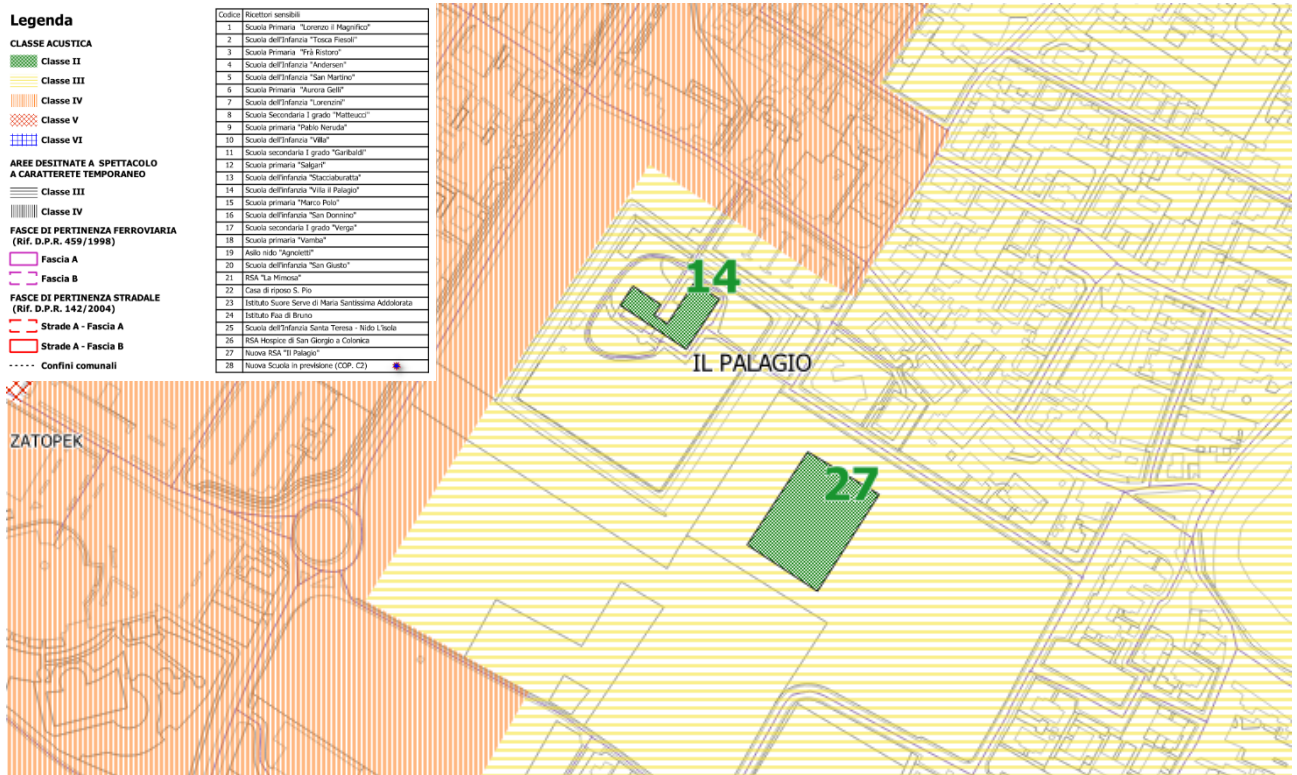 Legenda
CLASSE ACUSTICA
Classe II
Classe III
Classe IV
Classe V
Classe VI
AREE DESITNATE A SPETTACOLO
A CARATTERETE TEMPORANEO
Classe III
Classe IV
FASCE DI PERTINENZA FERROVIARIA
(Rif. D.P.R. 459/1998)
Fascia A
Fascia B
FASCE DI PERTINENZA STRADALE
(Rif. D.P.R. 142/2004)
Strade A - Fascia A
Strade A - Fascia B
Confini comunali
Codice Ricettori sensibili
1 Scuola Primaria "Lorenzo il Magnifico"
2 Scuola dell'Infanzia "Tosca Fiesoli"
3 Scuola Primaria "Frà Ristoro"
4 Scuola dell'Infanzia "Andersen"
5 Scuola dell'Infanzia "San Martino"
6 Scuola Primaria "Aurora Gelli"
7 Scuola dell'Infanzia "Lorenzini"
8 Scuola Secondaria I grado "Matteucci"
9 Scuola primaria "Pablo Neruda"
10 Scuola dell'Infanzia "Villa"
11 Scuola secondaria I grado "Garibaldi"
12 Scuola primaria "Salgari"
13 Scuola dell'infanzia "Stacciaburatta"
14 Scuola dell'infanzia "Villa il Palagio"
15 Scuola primaria "Marco Polo"
16 Scuola dell'infanzia "San Donnino"
17 Scuola secondaria I grado "Verga"
18 Scuola primaria "Vamba"
19 Asilo nido "Agnoletti"
20 Scuola dell'infanzia "San Giusto"
21 RSA "La Mimosa"
22 Casa di riposo S. Pio
23 Istituto Suore Serve di Maria Santissima Addolorata
24 Istituto Faa di Bruno
25 Scuola dell'Infanzia Santa Teresa - Nido L'Isola
26 RSA Hospice di San Giorgio a Colonica
27 Nuova RSA "Il Palagio"
28 Nuova Scuola in previsione (COP. C2)
14
IL PALAGIO
ZATOPEK
27